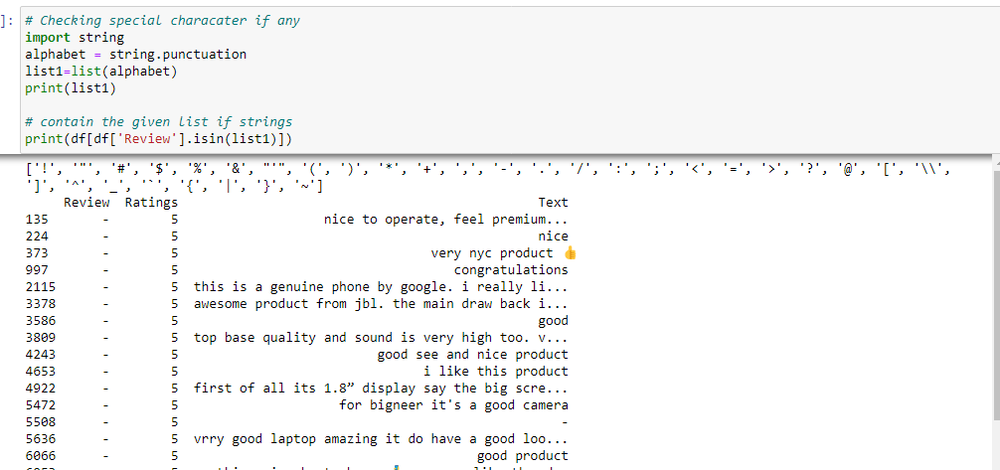 ]: # Checking special characater if any
import string
alphabet = string.punctuation
list1=list(alphabet)
print(list1)
# contain the given list if strings
print(df[df['Review'].isin(list1)])
['!', '"', '#', '$', '%', '&', "'", '(', ')', '*', '+', ',', '-', '.', '/', ':', ';', '<', '=', '>', '?', '@', '[', '\\',
']', '^', '_', '`', '{', '|', '}', '~']
Review Ratings Text
135 - 5 nice to operate, feel premium...
224 - 5 nice
373 - 5 very nyc product 👍
997 - 5 congratulations
2115 - 5 this is a genuine phone by google. i really li...
3378 - 5 awesome product from jbl. the main draw back i...
3586 - 5 good
3809 - 5 top base quality and sound is very high too. v...
4243 - 5 good see and nice product
4653 - 5 i like this product
4922 - 5 first of all its 1.8” display say the big scre...
5472 - 5 for bigneer it's a good camera
5508 - 5 -
5636 - 5 vrry good laptop amazing it do have a good loo...
6066 - 5 good product